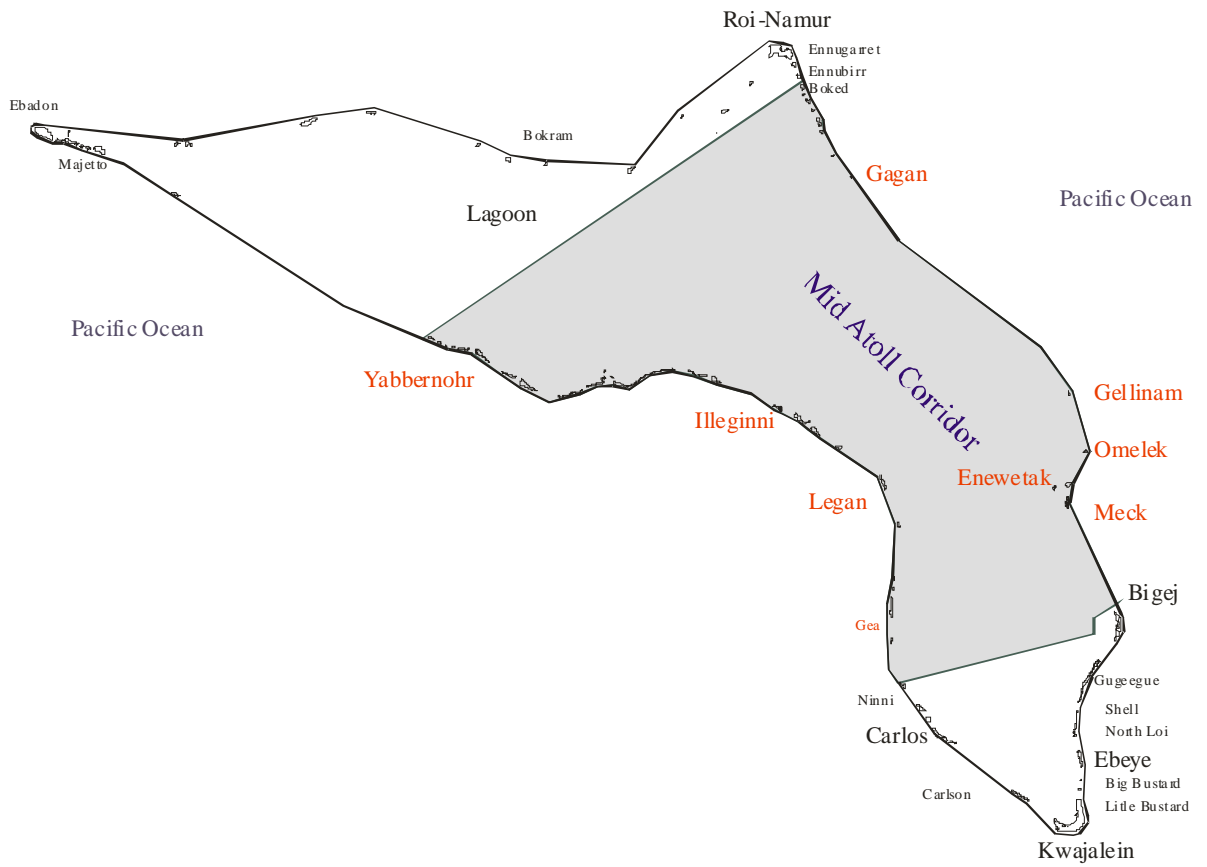 Roi-Namur
Ennugarret
Ennubirr
Boked
Ebadon
Bokram
Majetto
Gagan
Pacific Ocean
Lagoon
Mid Atoll Corridor
Pacific Ocean
Yabbernohr
Gellinam
Illeginni
Omelek
Enewetak
Legan
Meck
Bigej
Gea
Gugeegue
Ninni
Shell
North Loi
Carlos
Ebeye
Big Bustard
Carlson
Litle Bustard
Kwajalein